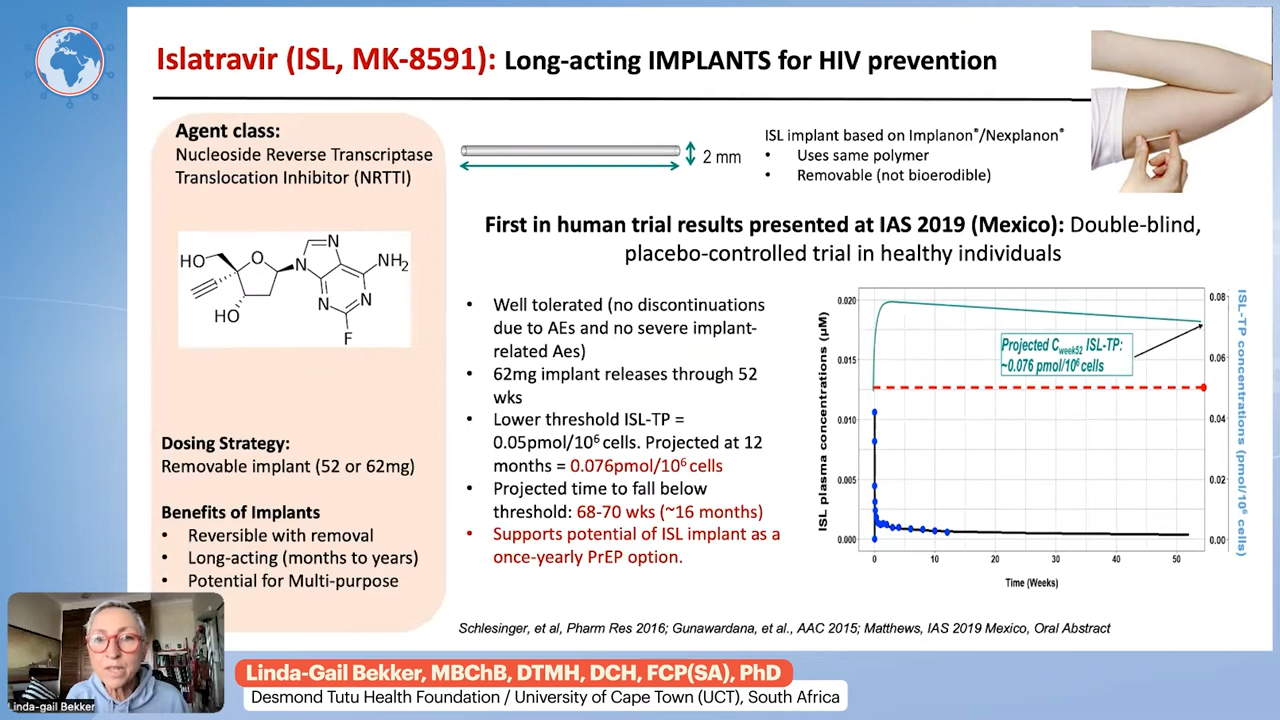 Islatravir (ISL, MK-8591): Long-acting IMPLANTS for HIV prevention
Agent class:
Nucleoside Reverse Transcriptase
Translocation Inhibitor (NRTTI)
HO
O
N
N
NH2
N
N
HO
F
Dosing Strategy:
Removable implant (52 or 62mg)
Benefits of Implants
• Reversible with removal
• Long-acting (months to years)
• Potential for Multi-purpose
2 mm
ISL implant based on Implanon®/Nexplanon®
• Uses same polymer
• Removable (not bioerodible)
First in human trial results presented at IAS 2019 (Mexico): Double-blind,
placebo-controlled trial in healthy individuals
• Well tolerated (no discontinuations
due to AEs and no severe implant-
related Aes)
• 62mg implant releases through 52
wks
• Lower threshold ISL-TP =
0.05pmol/10⁶ cells. Projected at 12
months = 0.076pmol/10⁶ cells
• Projected time to fall below
threshold: 68-70 wks (~16 months)
• Supports potential of ISL implant as a
once-yearly PrEP option.
ISL plasma concentrations (µM)
0.020
0.015
0.010
0.005
0.000
Projected Cweek52 ISL-TP:
~0.076 pmol/10⁶ cells
0.08
0.06
0.04
0.02
0.00
ISL-TP concentrations (pmol/10⁶ cells)
0 10 20 30 40 50
Time (Weeks)
Schlesinger, et al, Pharm Res 2016; Gunawardana, et al., AAC 2015; Matthews, IAS 2019 Mexico, Oral Abstract
Linda-gail Bekker
Linda-Gail Bekker, MBChB, DTMH, DCH, FCP(SA), PhD
Desmond Tutu Health Foundation / University of Cape Town (UCT), South Africa